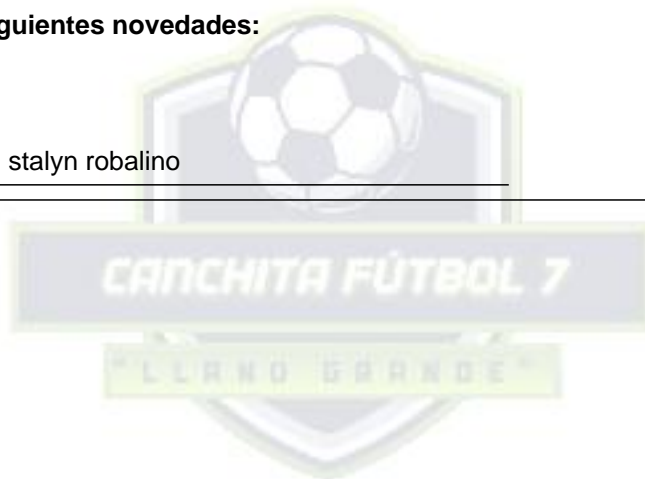 guientes novedades:
stalyn robalino
CANCHITA FÚTBOL 7
"LLANO GRANDE"